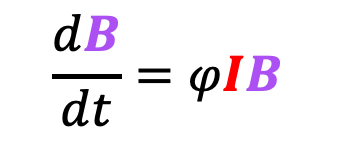 dB/dt = φIB